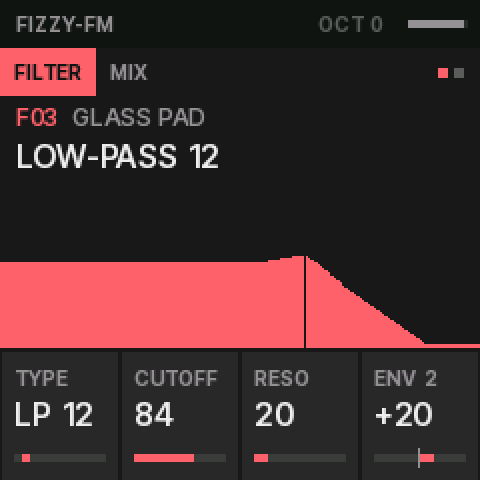 FIZZY-FM OCT 0
FILTER MIX
F03 GLASS PAD
LOW-PASS 12
TYPE CUTOFF RESO ENV 2
LP 12 84 20 +20